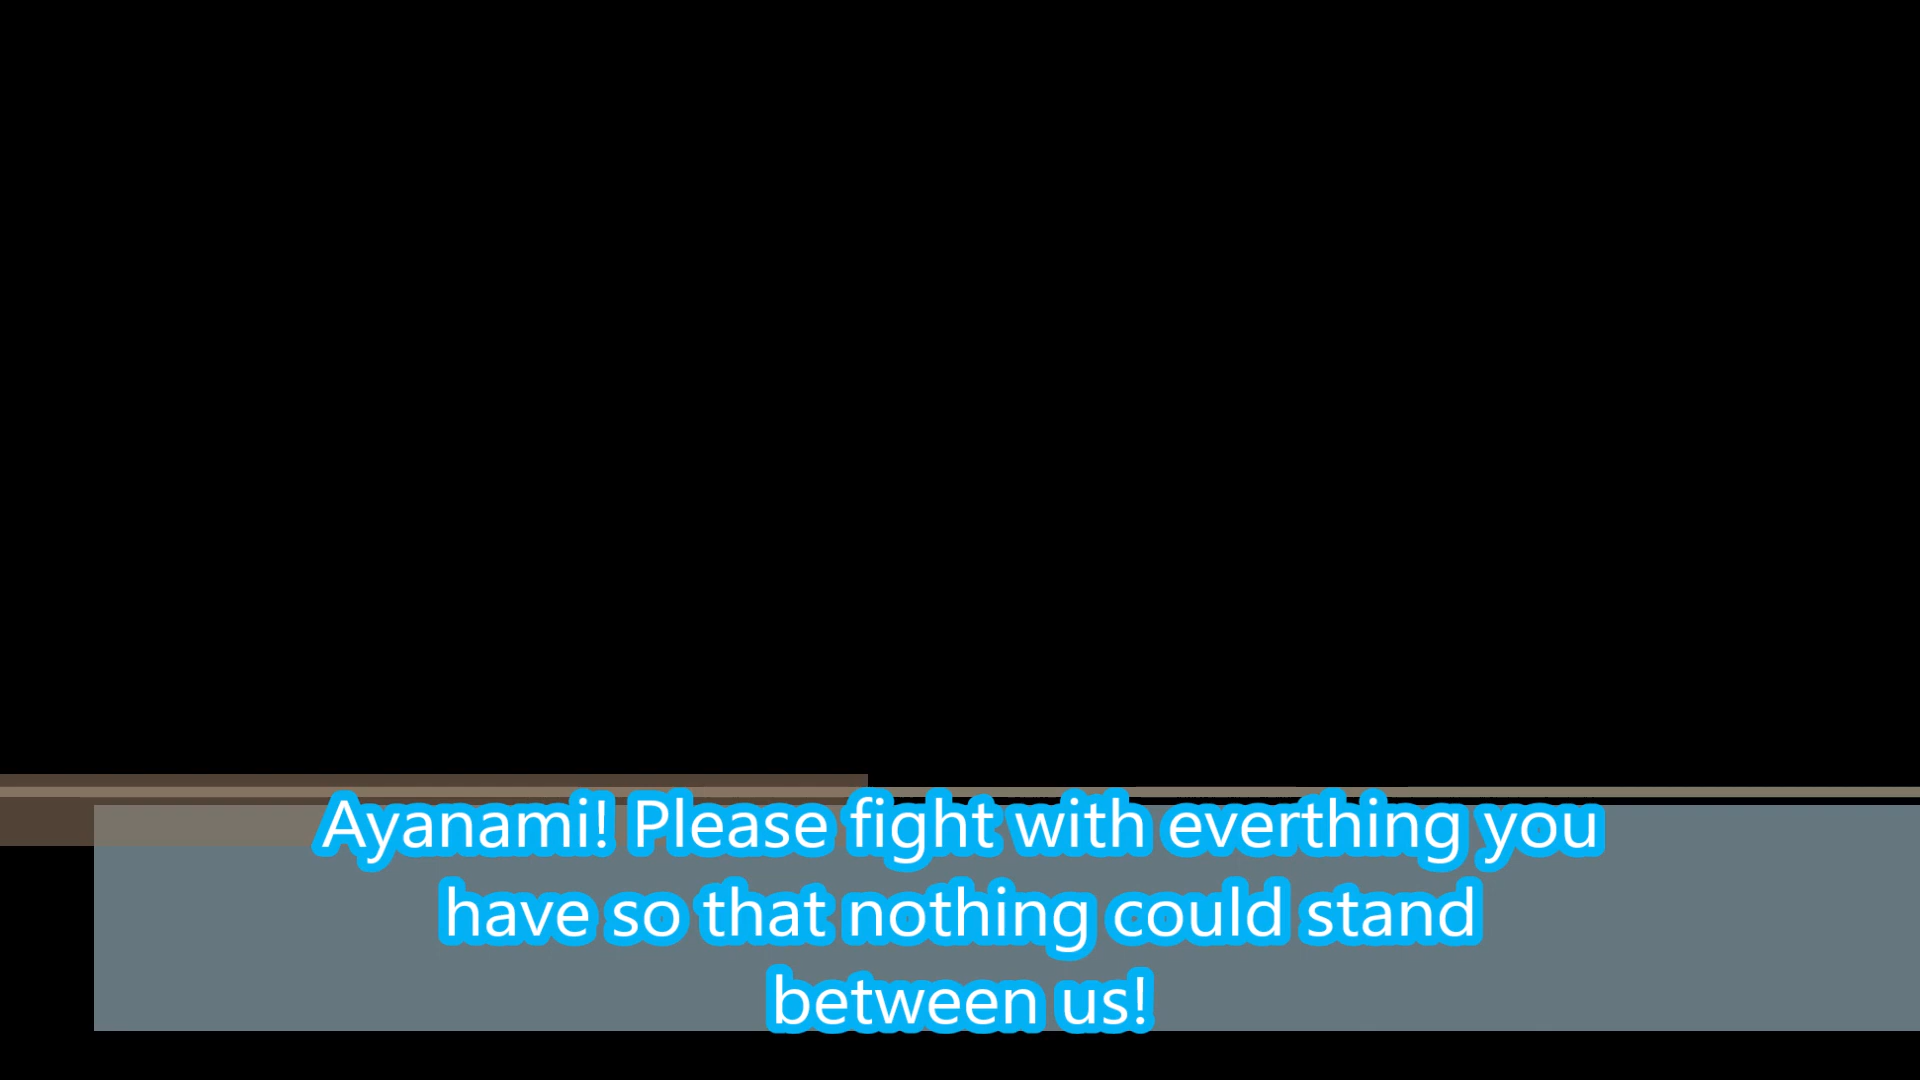 Ayanami! Please fight with everthing you
have so that nothing could stand
between us!